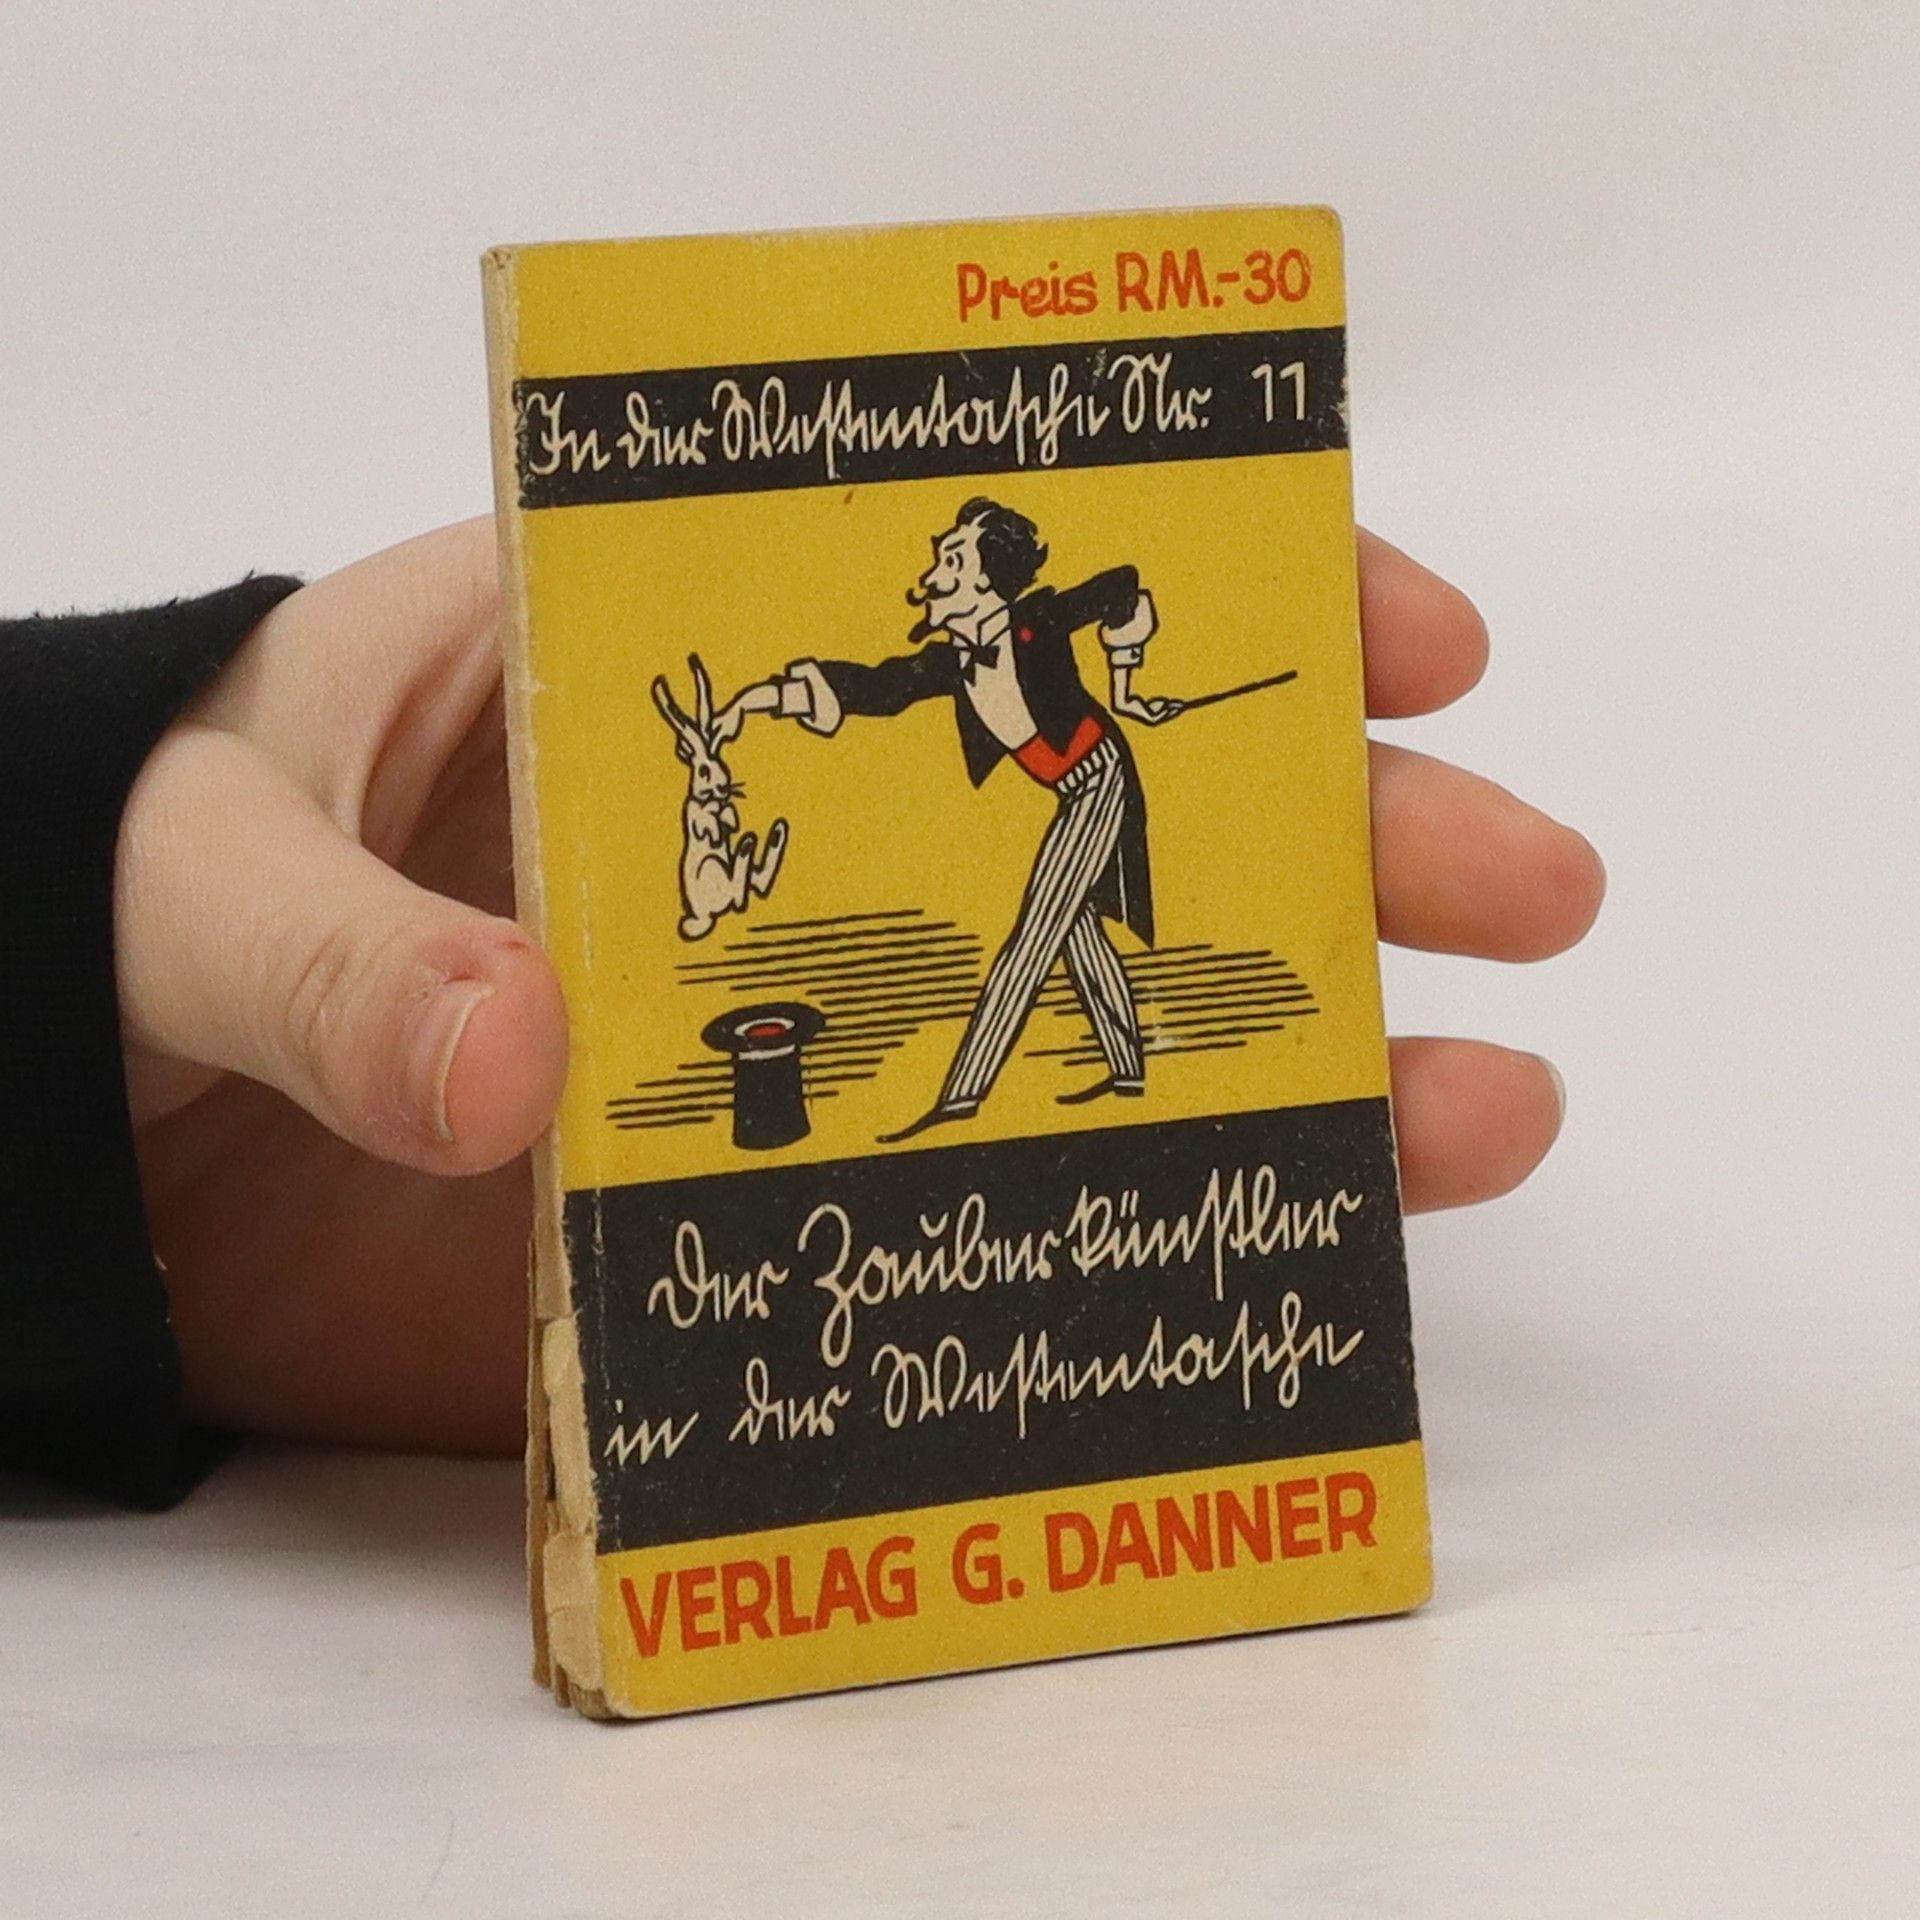 Preis RM.-30
In der Westentasche Nr. 11
Der Zauberkünstler
in der Westentasche
VERLAG G. DANNER